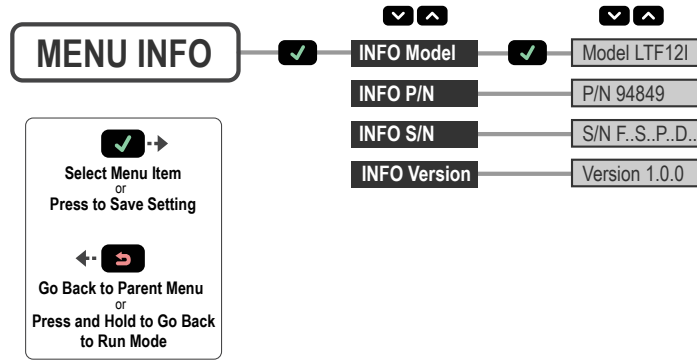 MENU INFO
INFO Model
Model LTF12I
INFO P/N
P/N 94849
INFO S/N
S/N F..S..P..D..
INFO Version
Version 1.0.0
Select Menu Item
or
Press to Save Setting
Go Back to Parent Menu
or
Press and Hold to Go Back
to Run Mode